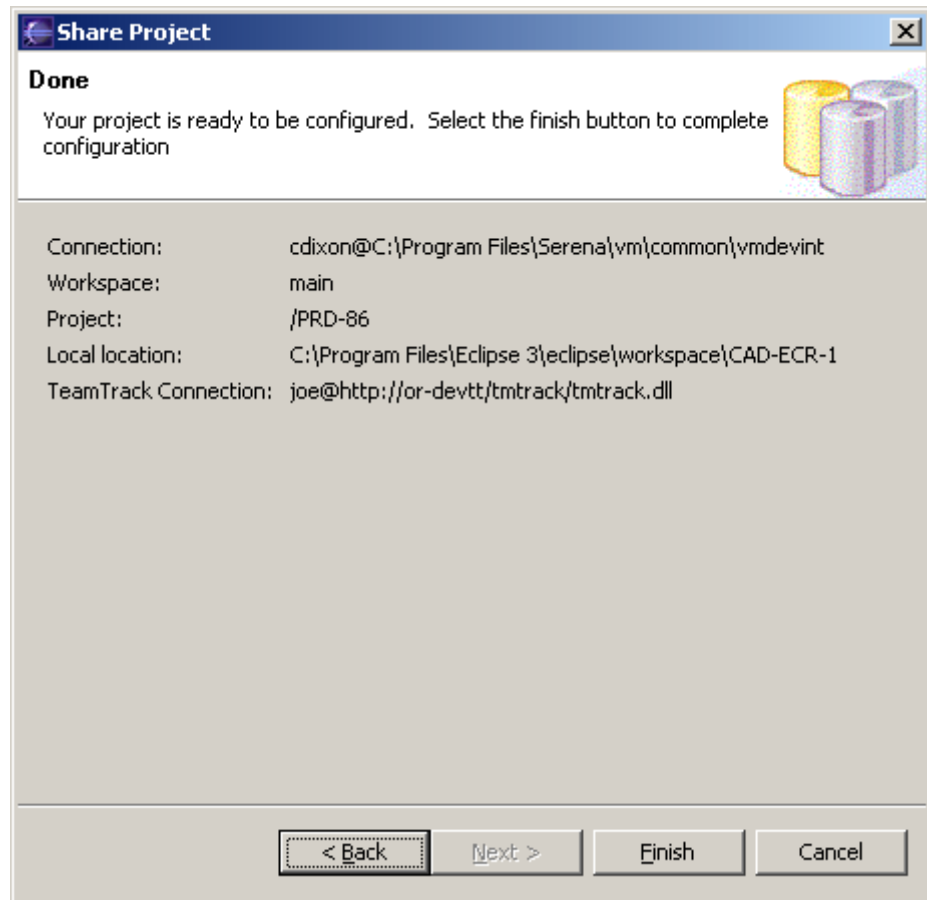 Share Project
Done
Your project is ready to be configured.  Select the finish button to complete
configuration
Connection: cdixon@C:\Program Files\Serena\vm\common\vmdevint
Workspace: main
Project: /PRD-86
Local location: C:\Program Files\Eclipse 3\eclipse\workspace\CAD-ECR-1
TeamTrack Connection: joe@http://or-devtt/tmtrack/tmtrack.dll
< Back Next > Finish Cancel